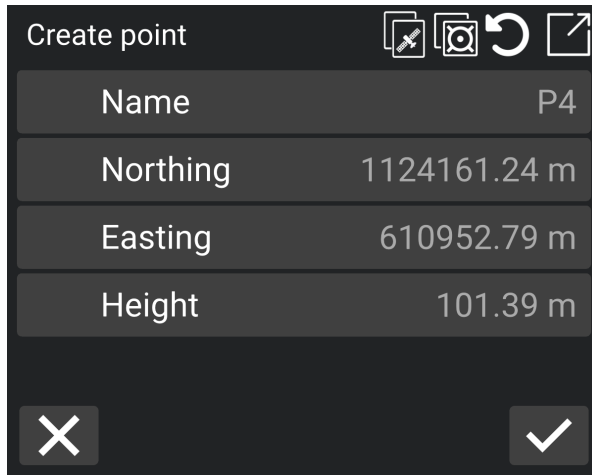 Create point
Name P4
Northing 1124161.24 m
Easting 610952.79 m
Height 101.39 m